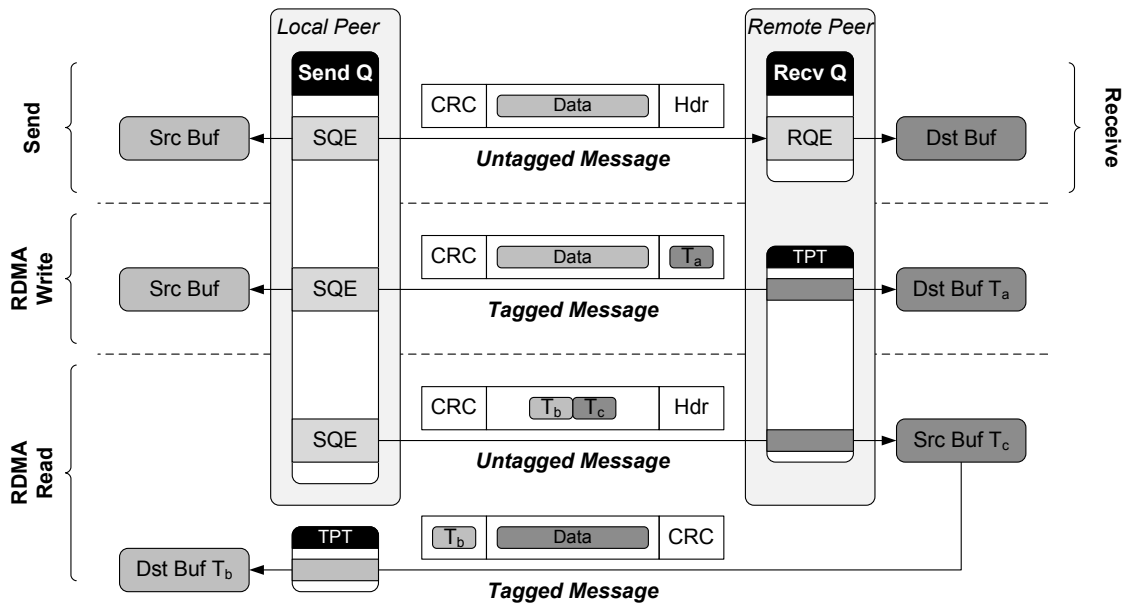 Local Peer
Remote Peer
Send
Send Q
Recv Q
Receive
CRC
Data
Hdr
Src Buf
SQE
RQE
Dst Buf
Untagged Message
RDMA
Write
CRC
Data
Ta
TPT
Src Buf
SQE
Dst Buf Ta
Tagged Message
RDMA
Read
CRC
Tb
Tc
Hdr
SQE
Src Buf Tc
Untagged Message
TPT
Tb
Data
CRC
Dst Buf Tb
Tagged Message